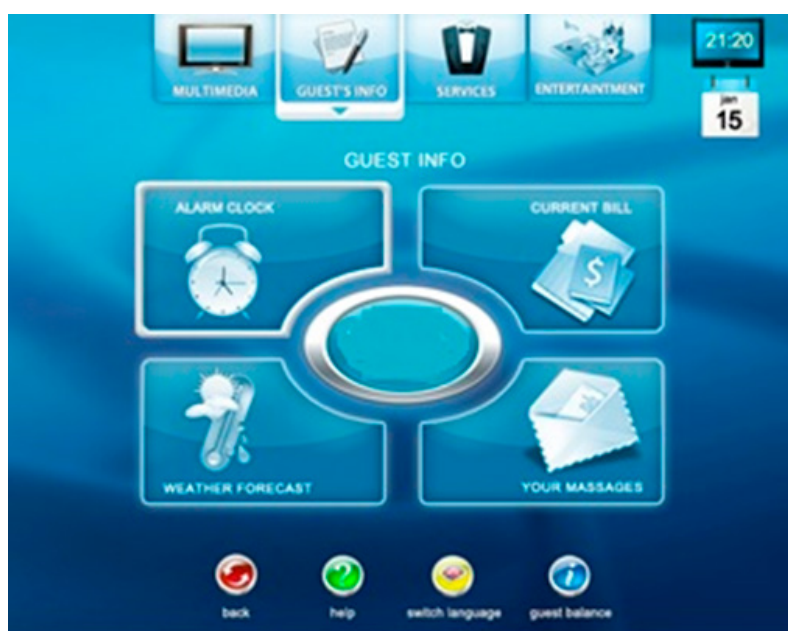 21:20
MULTIMEDIA
GUEST'S INFO
SERVICES
ENTERTAINTMENT
jan
15
GUEST INFO
ALARM CLOCK
CURRENT BILL
$
WEATHER FORECAST
YOUR MASSAGES
?
i
back
help
switch language
guest balance